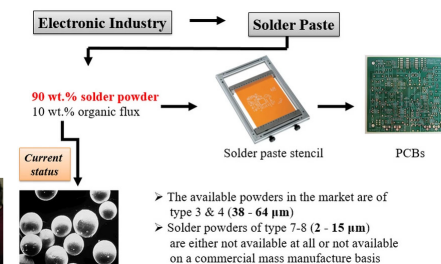 Electronic Industry
Solder Paste
90 wt.% solder powder
10 wt.% organic flux
Solder paste stencil
PCBs
Current
status
➢ The available powders in the market are of
type 3 & 4 (38 - 64 µm)
➢ Solder powders of type 7-8 (2 - 15 µm)
are either not available at all or not available
on a commercial mass manufacture basis